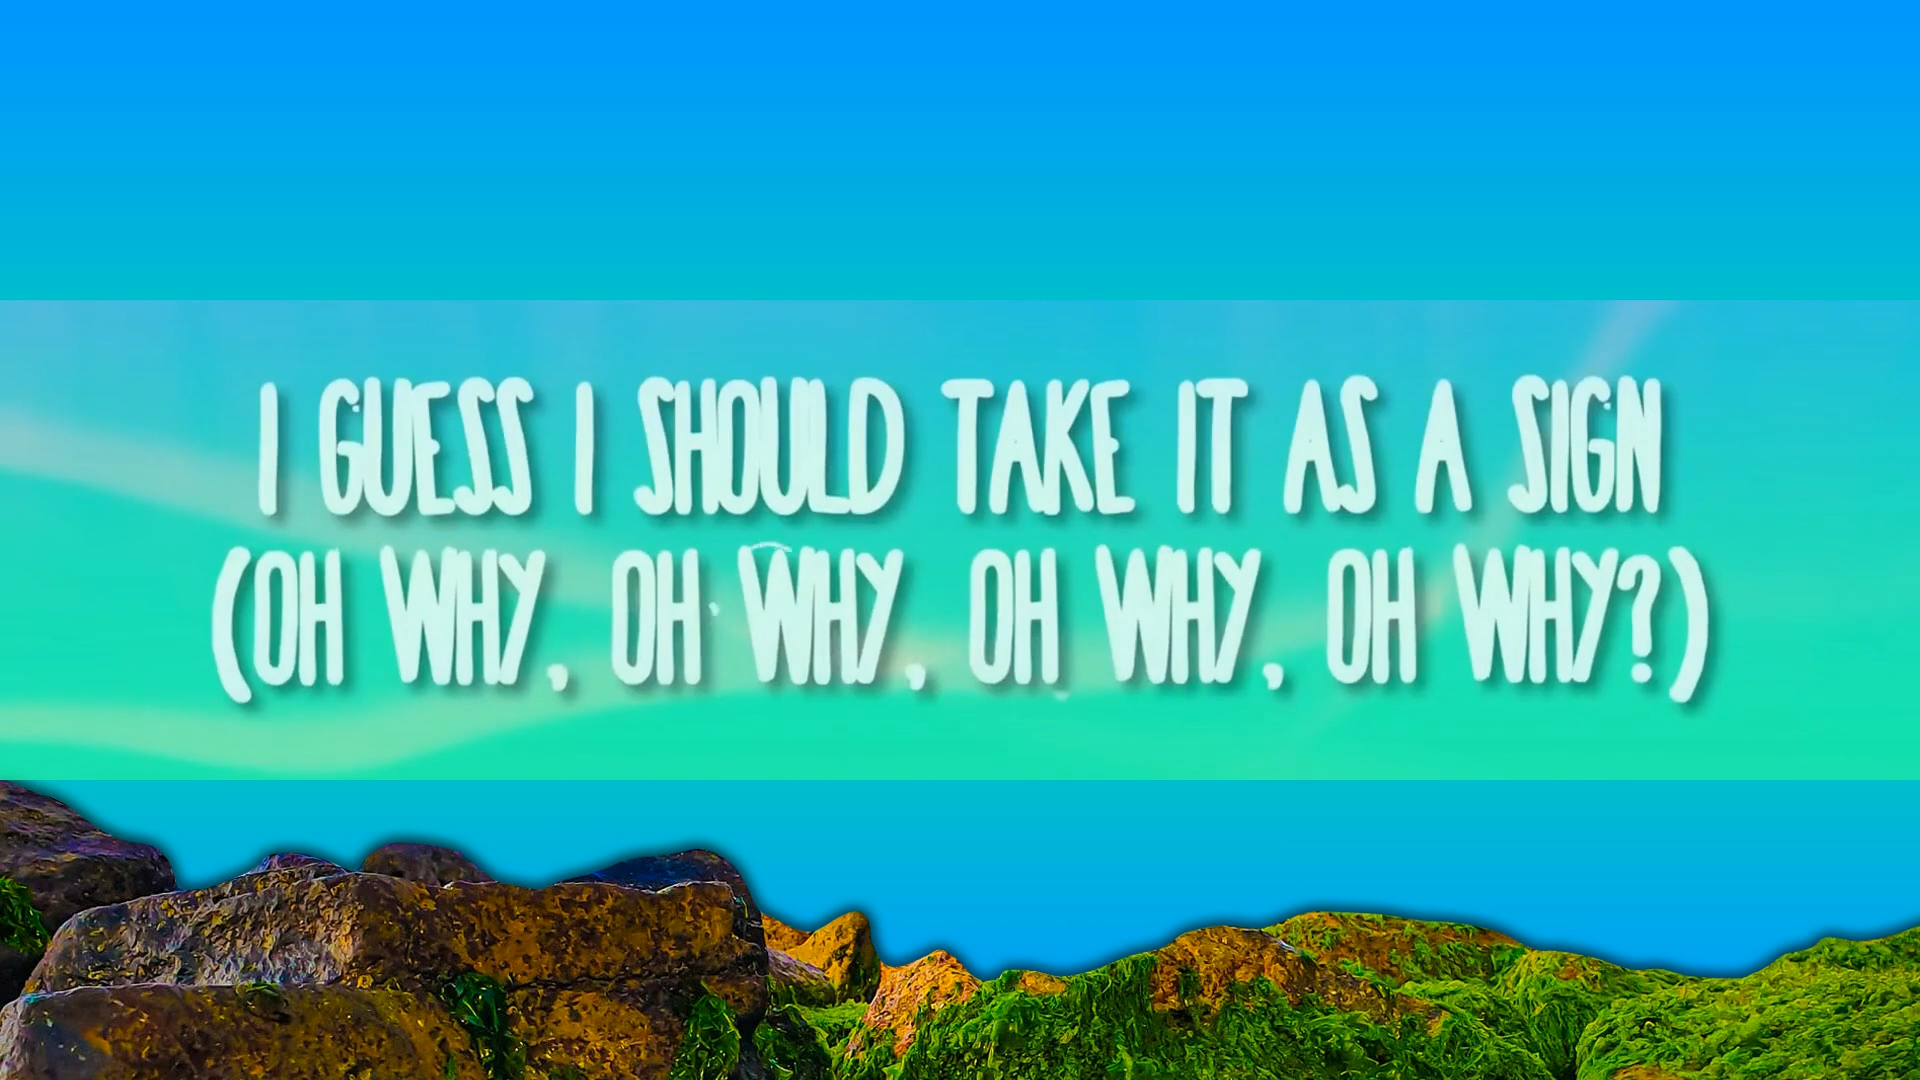 I GUESS I SHOULD TAKE IT AS A SIGN
(OH WHY, OH WHY, OH WHY, OH WHY?)